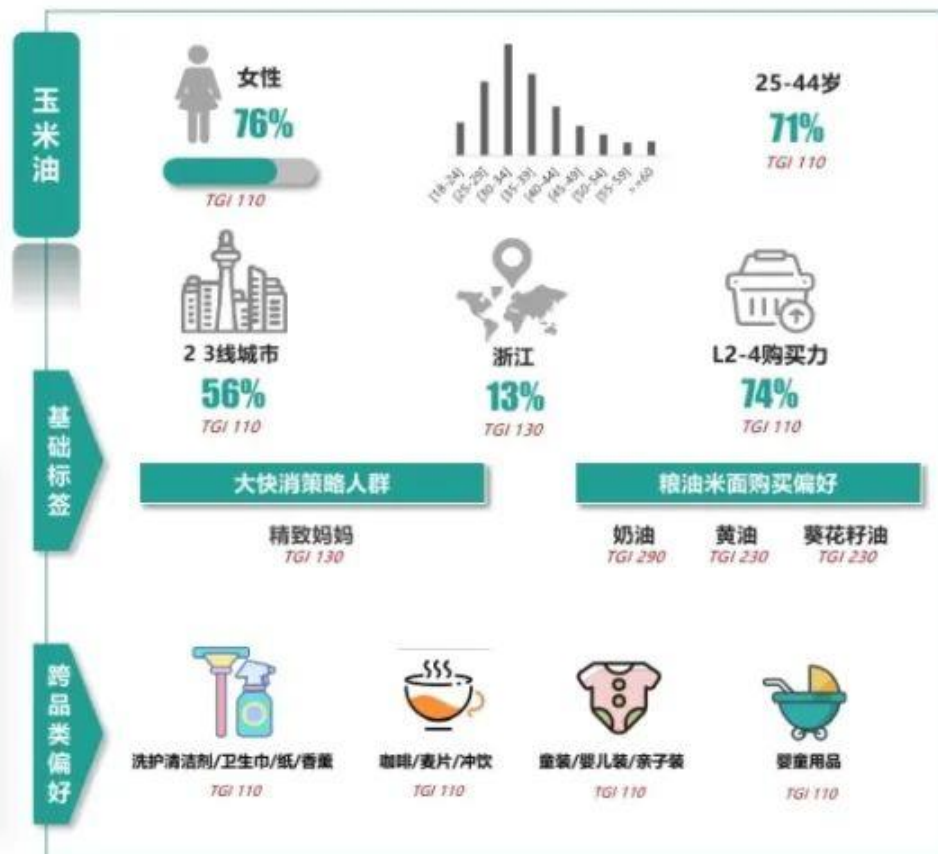 玉米油
女性
76%
TGI 110
[18-24]
[25-29]
[30-34]
[35-39]
[40-44]
[45-49]
[50-54]
[55-59]
>=60
25-44岁
71%
TGI 110
基础标签
2 3线城市
56%
TGI 110
浙江
13%
TGI 130
L2-4购买力
74%
TGI 110
大快消策略人群
精致妈妈
TGI 130
粮油米面购买偏好
奶油 黄油 葵花籽油
TGI 290 TGI 230 TGI 230
跨品类偏好
洗护清洁剂/卫生巾/纸/香薰
TGI 110
咖啡/麦片/冲饮
TGI 110
童装/婴儿装/亲子装
TGI 110
婴童用品
TGI 110